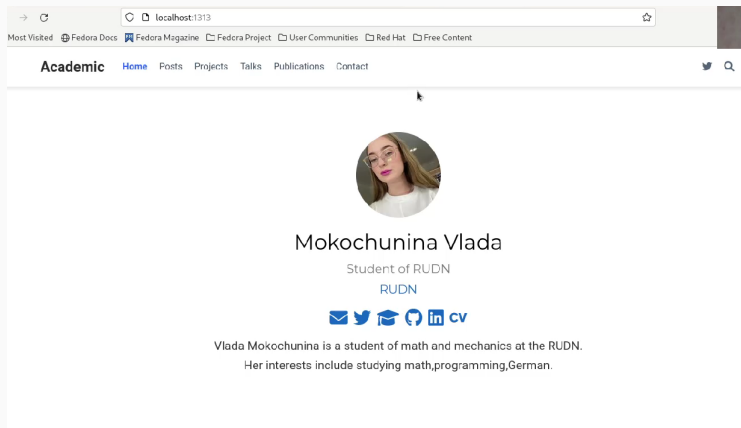 localhost:1313
Most Visited Fedora Docs Fedora Magazine Fedora Project User Communities Red Hat Free Content
Academic Home Posts Projects Talks Publications Contact
Mokochunina Vlada
Student of RUDN
RUDN
CV
Vlada Mokochunina is a student of math and mechanics at the RUDN.
Her interests include studying math,programming,German.